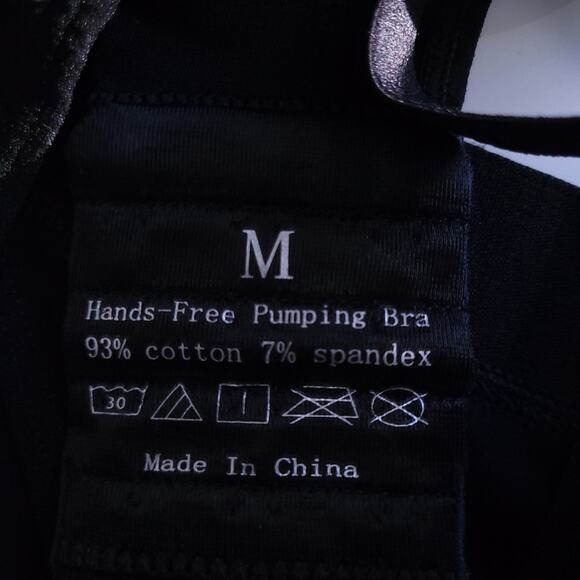 M
Hands-Free Pumping Bra
93% cotton 7% spandex
30
Made In China